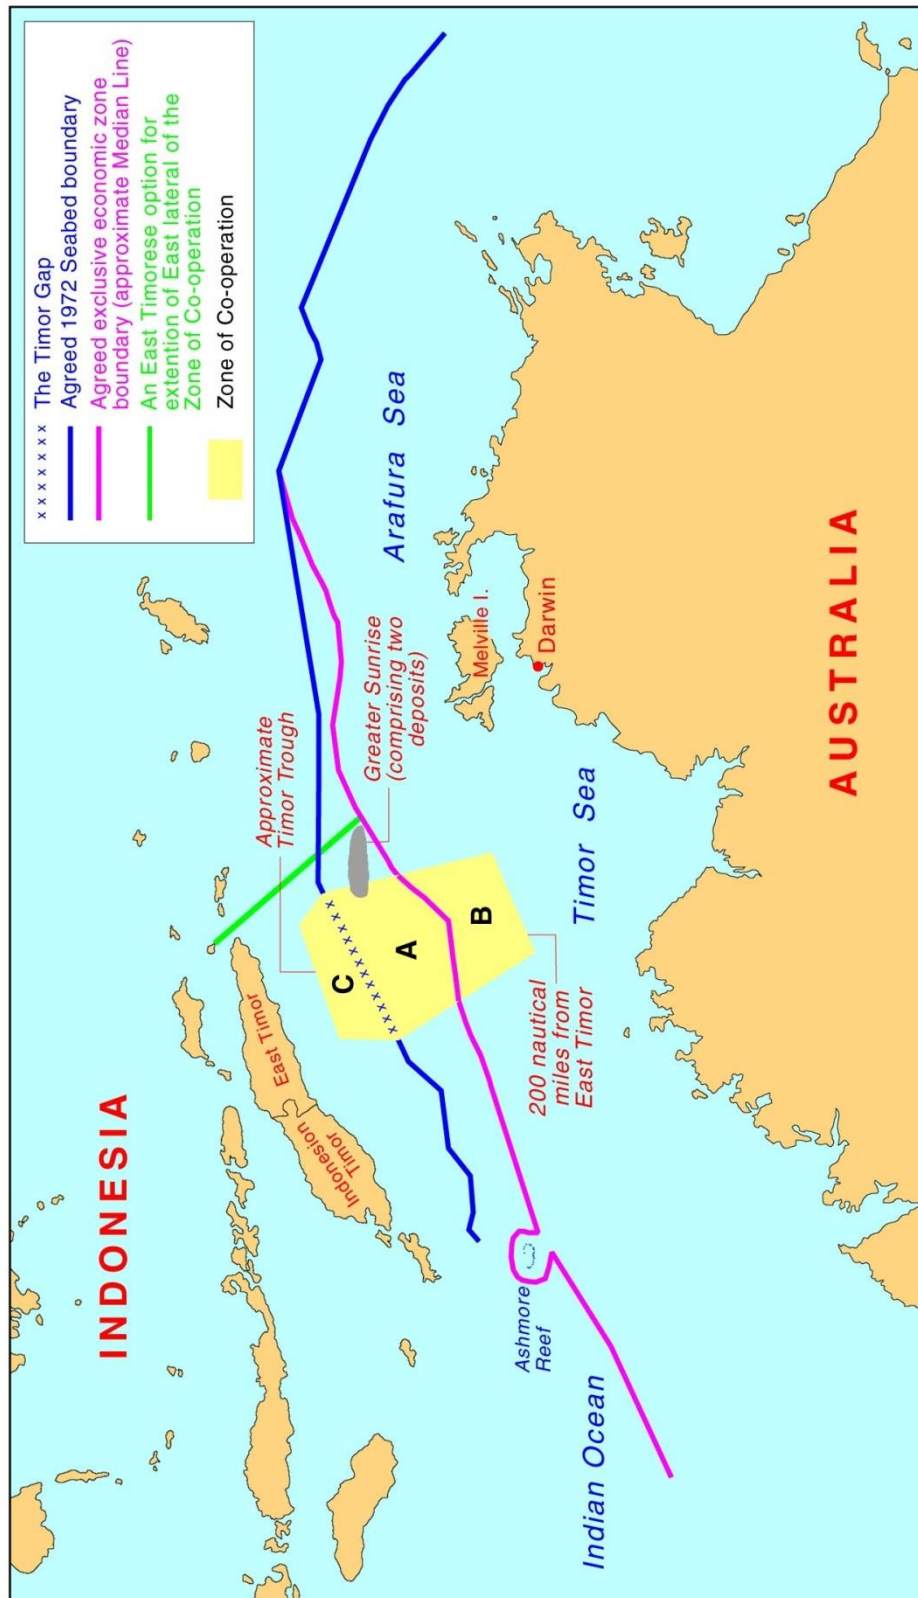 x x x x x x x The Timor Gap
Agreed 1972 Seabed boundary
Agreed exclusive economic zone
boundary (approximate Median Line)
An East Timorese option for
extention of East lateral of the
Zone of Co-operation
Zone of Co-operation
INDONESIA
East Timor
Indonesion
Timor
Approximate
Timor Trough
Greater Sunrise
(comprising two
deposits)
C
A
B
200 nautical
miles from
East Timor
Arafura Sea
Timor Sea
Melville I.
Darwin
Ashmore
Reef
Indian Ocean
AUSTRALIA